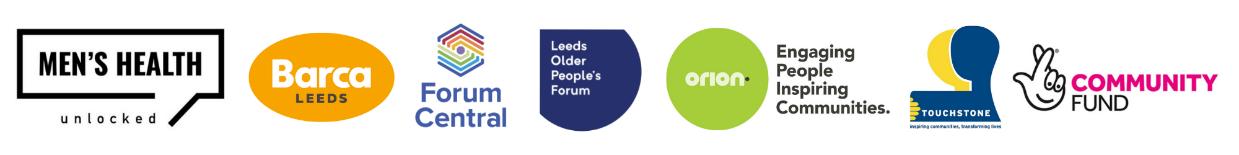 MEN'S HEALTH
unlocked
Barca
LEEDS
Forum
Central
Leeds
Older
People's
Forum
orion.
Engaging
People
Inspiring
Communities.
TOUCHSTONE
inspiring communities, transforming lives
COMMUNITY
FUND